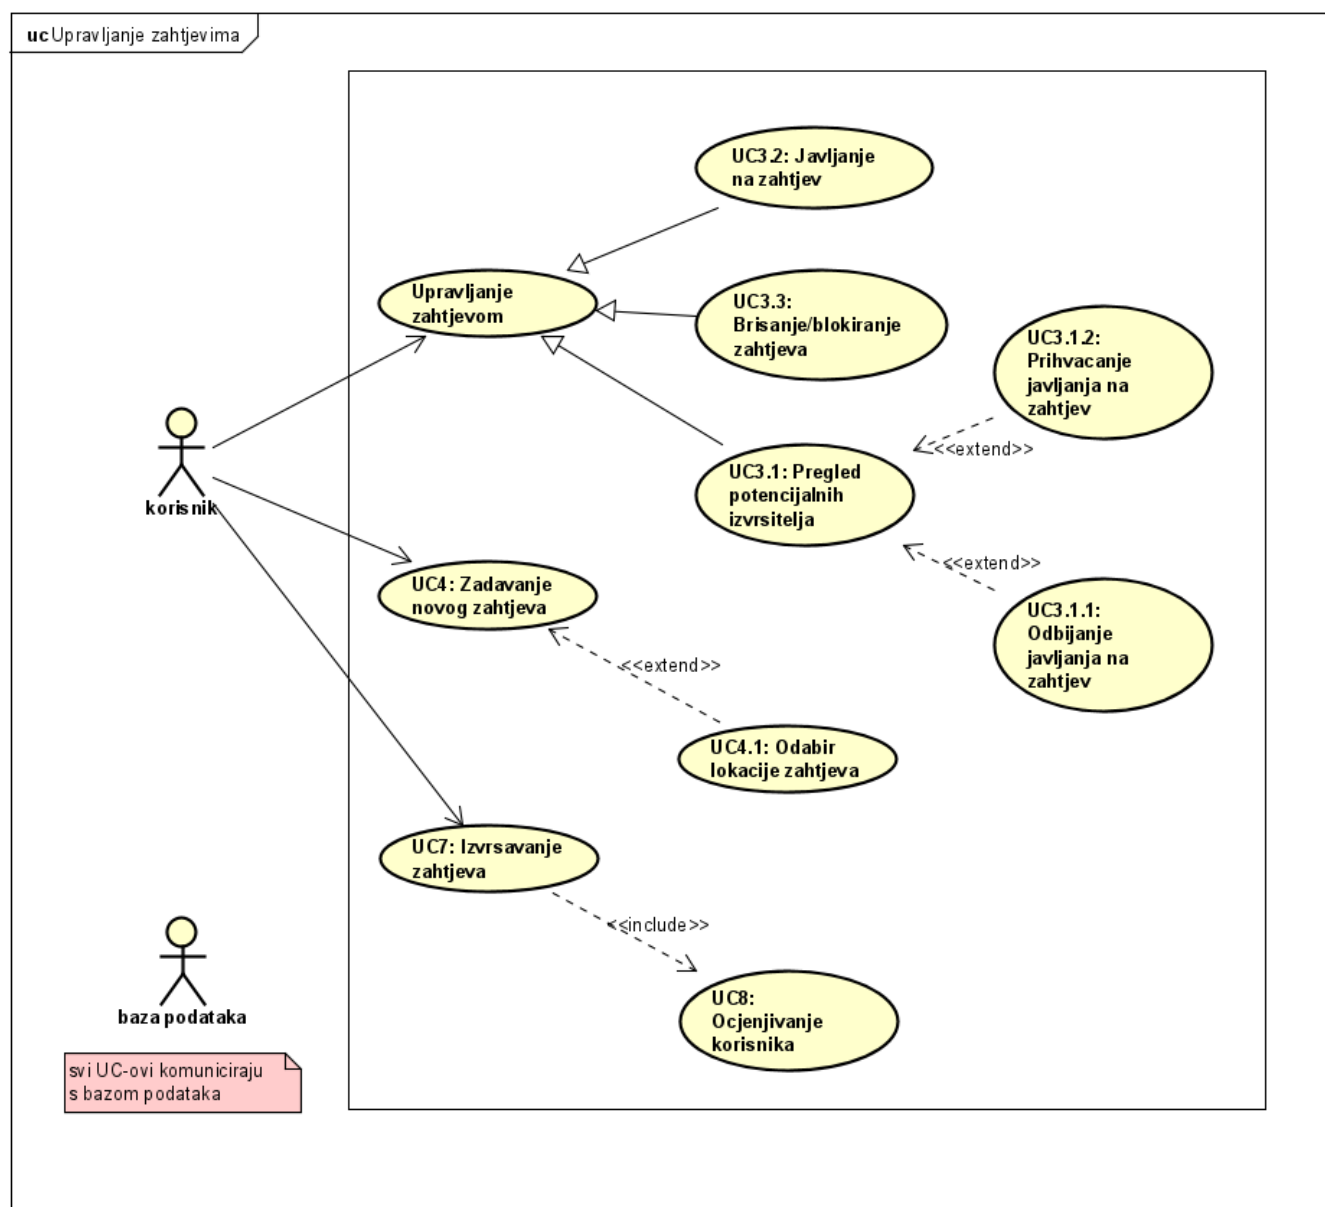 uc Upravljanje zahtjevima
UC3.2: Javljanje
na zahtjev
Upravljanje
zahtjevom
UC3.3:
Brisanje/blokiranje
zahtjeva
UC3.1.2:
Prihvacanje
javljanja na
zahtjev
<<extend>>
UC3.1: Pregled
potencijalnih
izvrsitelja
korisnik
<<extend>>
UC4: Zadavanje
novog zahtjeva
UC3.1.1:
Odbijanje
javljanja na
zahtjev
<<extend>>
UC4.1: Odabir
lokacije zahtjeva
UC7: Izvrsavanje
zahtjeva
<<include>>
UC8:
Ocjenjivanje
korisnika
baza podataka
svi UC-ovi komuniciraju
s bazom podataka